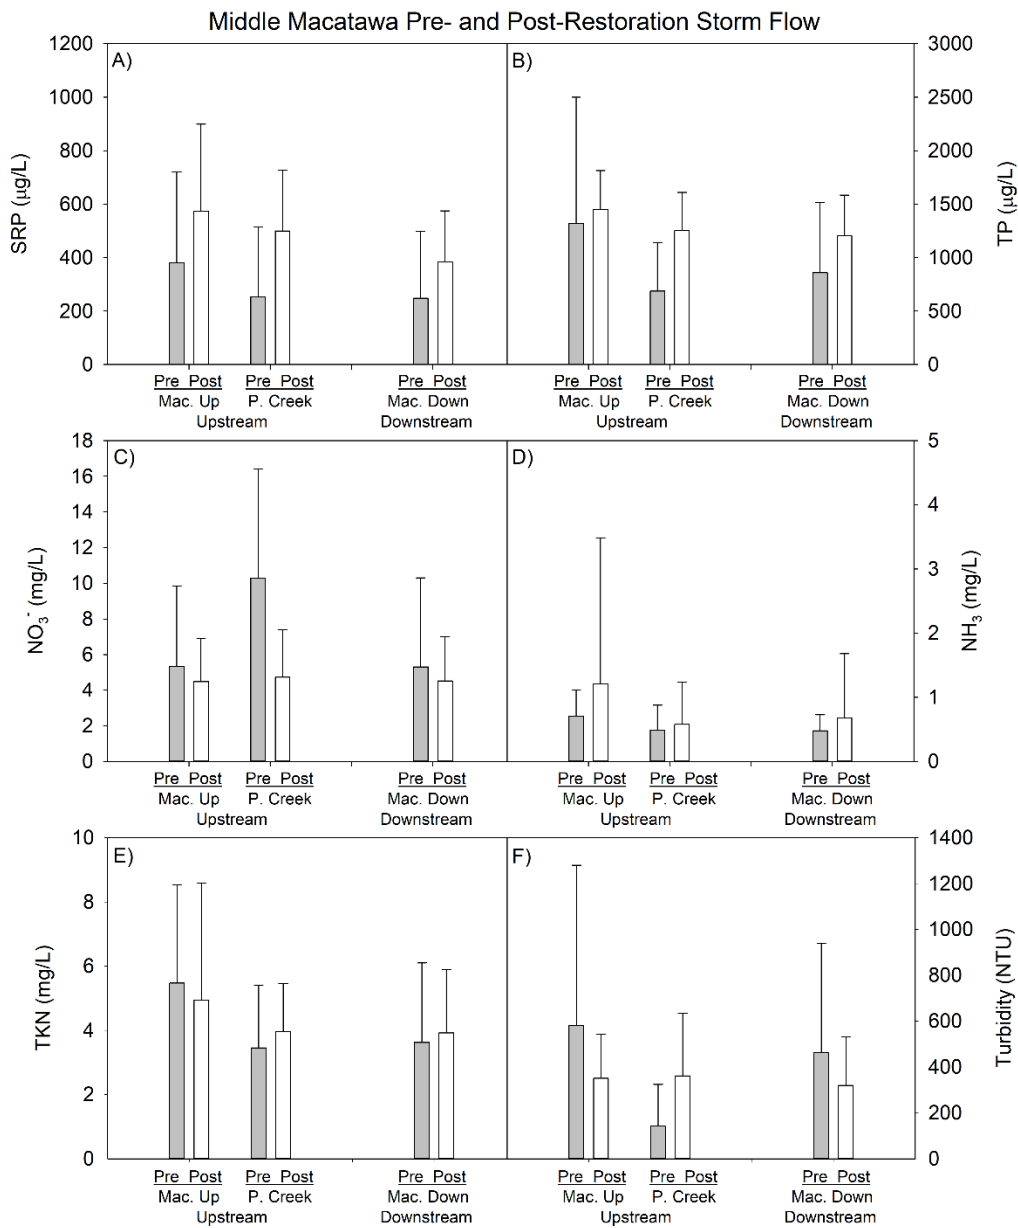 Middle Macatawa Pre- and Post-Restoration Storm Flow
A)
SRP (µg/L)
1200
1000
800
600
400
200
0
Pre Post Pre Post Pre Post
Mac. Up P. Creek Mac. Down
Upstream Downstream
B)
TP (µg/L)
3000
2500
2000
1500
1000
500
0
Pre Post Pre Post Pre Post
Mac. Up P. Creek Mac. Down
Upstream Downstream
C)
NO₃⁻ (mg/L)
18
16
14
12
10
8
6
4
2
0
Pre Post Pre Post Pre Post
Mac. Up P. Creek Mac. Down
Upstream Downstream
D)
NH₃ (mg/L)
5
4
3
2
1
0
Pre Post Pre Post Pre Post
Mac. Up P. Creek Mac. Down
Upstream Downstream
E)
TKN (mg/L)
10
8
6
4
2
0
Pre Post Pre Post Pre Post
Mac. Up P. Creek Mac. Down
Upstream Downstream
F)
Turbidity (NTU)
1400
1200
1000
800
600
400
200
0
Pre Post Pre Post Pre Post
Mac. Up P. Creek Mac. Down
Upstream Downstream